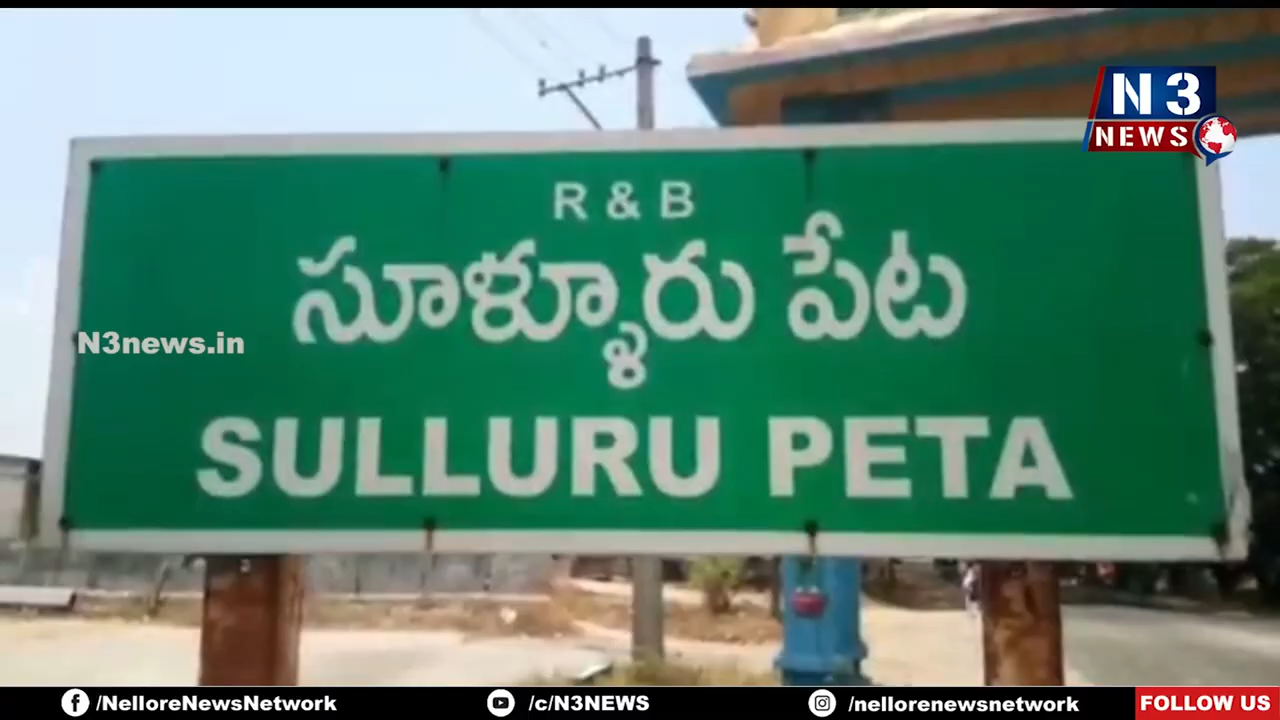 N3
NEWS
R & B
సూళ్ళూరు పేట
N3news.in
SULLURU PETA
/NelloreNewsNetwork
/c/N3NEWS
/nellorenewsnetwork
FOLLOW US